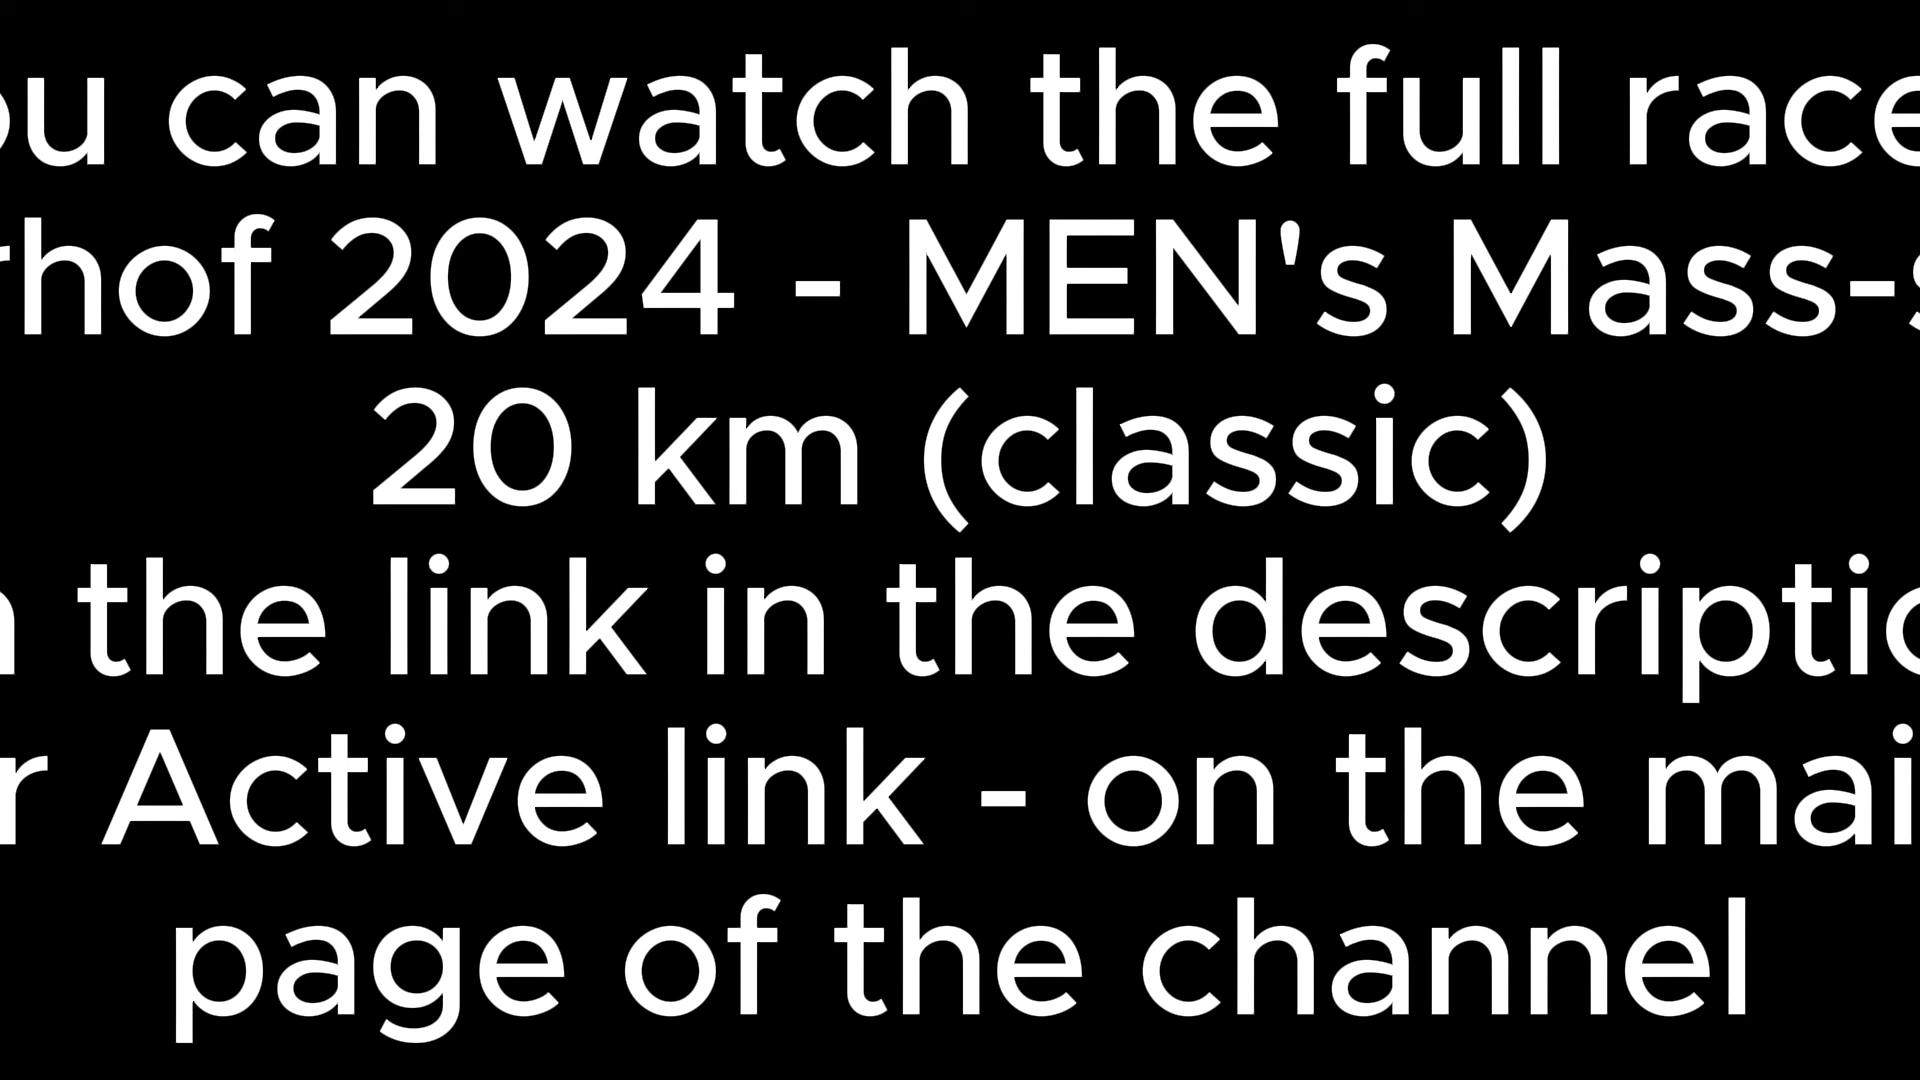 ou can watch the full race
rhof 2024 - MEN's Mass-s
20 km (classic)
the link in the descriptio
r Active link - on the mai
page of the channel